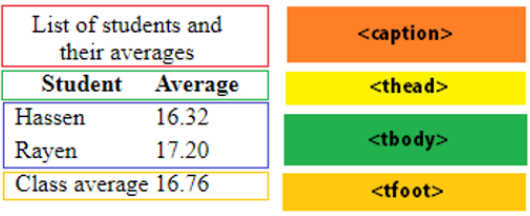 List of students and
their averages
<caption>
Student Average
<thead>
Hassen 16.32
Rayen 17.20
<tbody>
Class average 16.76
<tfoot>